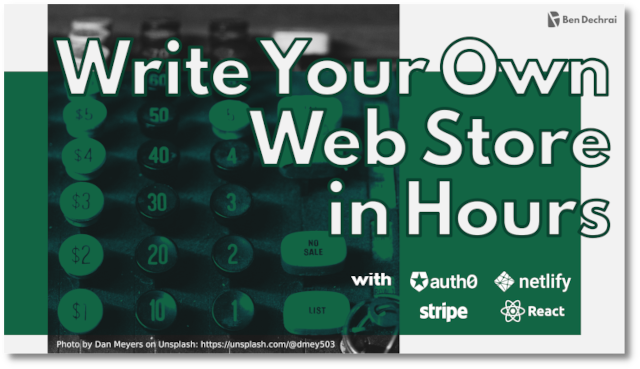 Ben Dechrai
Write Your Own
Web Store
in Hours
60
$5 50 5
$4 40 4
$3 30 3
$2 20 2 NO SALE
$1 10 1 LIST
with auth0 netlify
stripe React
Photo by Dan Meyers on Unsplash: https://unsplash.com/@dmey503